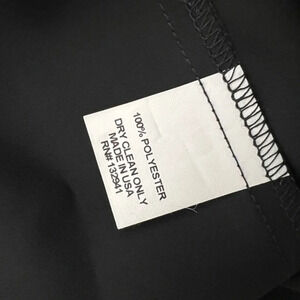 100% POLYESTER
DRY CLEAN ONLY
MADE IN USA
RN# 132941